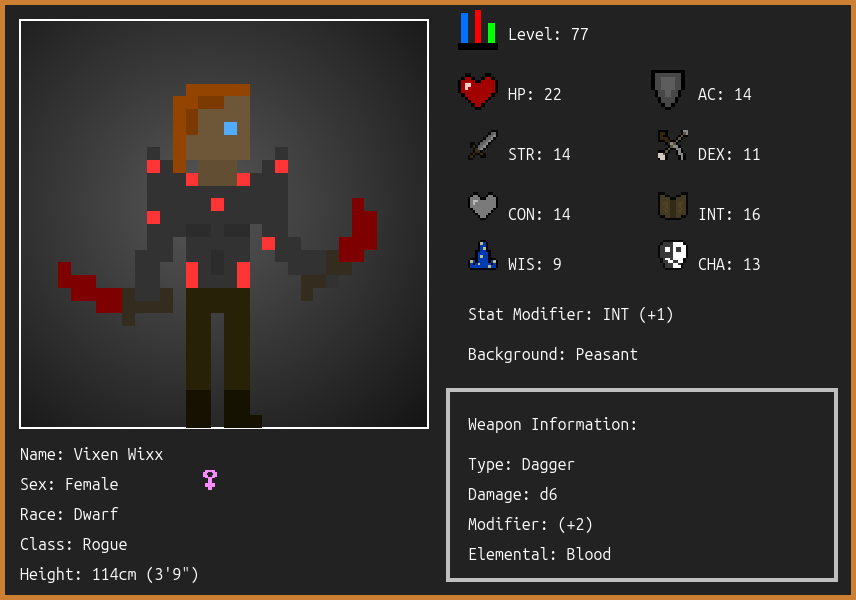 Level: 77
HP: 22
AC: 14
STR: 14
DEX: 11
CON: 14
INT: 16
WIS: 9
CHA: 13
Stat Modifier: INT (+1)
Background: Peasant
Weapon Information:
Type: Dagger
Damage: d6
Modifier: (+2)
Elemental: Blood
Name: Vixen Wixx
Sex: Female
Race: Dwarf
Class: Rogue
Height: 114cm (3'9")